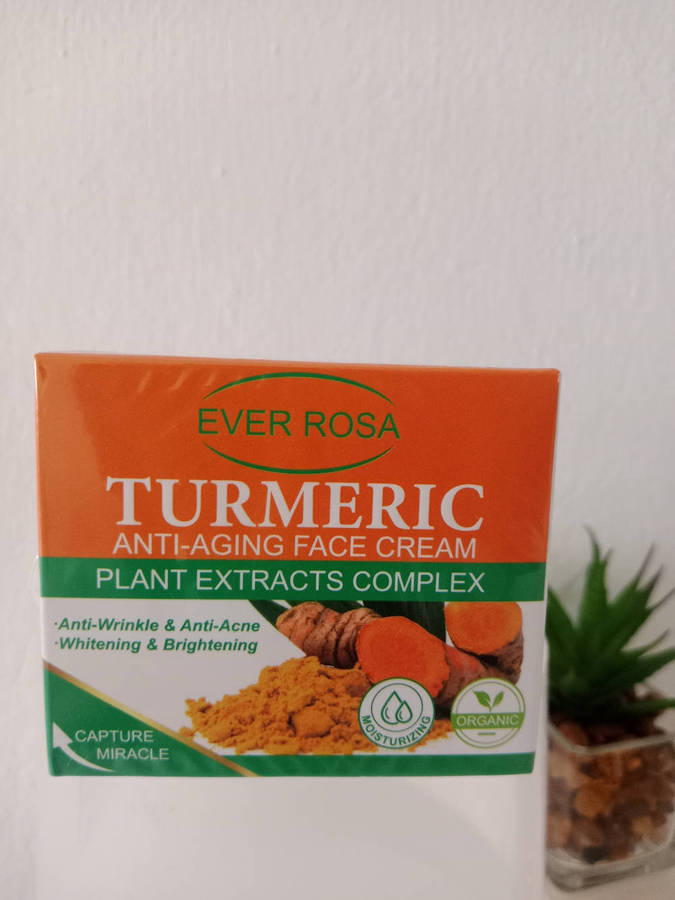 EVER ROSA
TURMERIC
ANTI-AGING FACE CREAM
PLANT EXTRACTS COMPLEX
·Anti-Wrinkle & Anti-Acne
·Whitening & Brightening
MOISTURIZING
ORGANIC
CAPTURE
MIRACLE